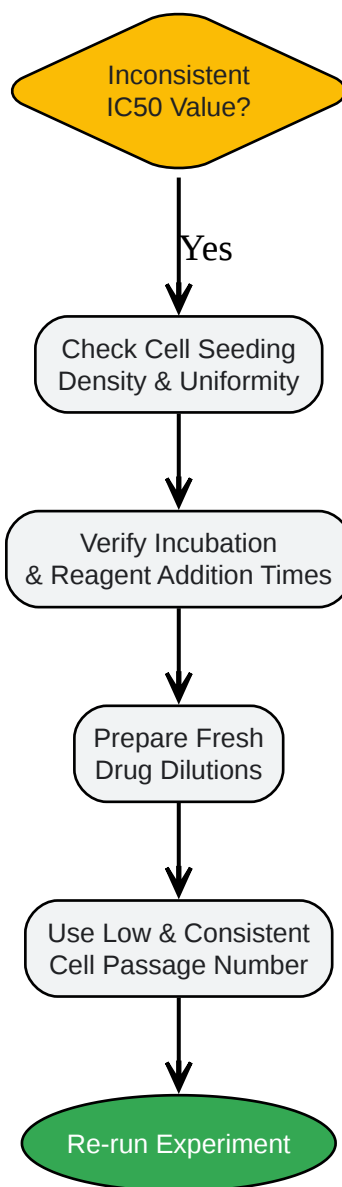 Inconsistent
IC50 Value?
Yes
Check Cell Seeding
Density & Uniformity
Verify Incubation
& Reagent Addition Times
Prepare Fresh
Drug Dilutions
Use Low & Consistent
Cell Passage Number
Re-run Experiment